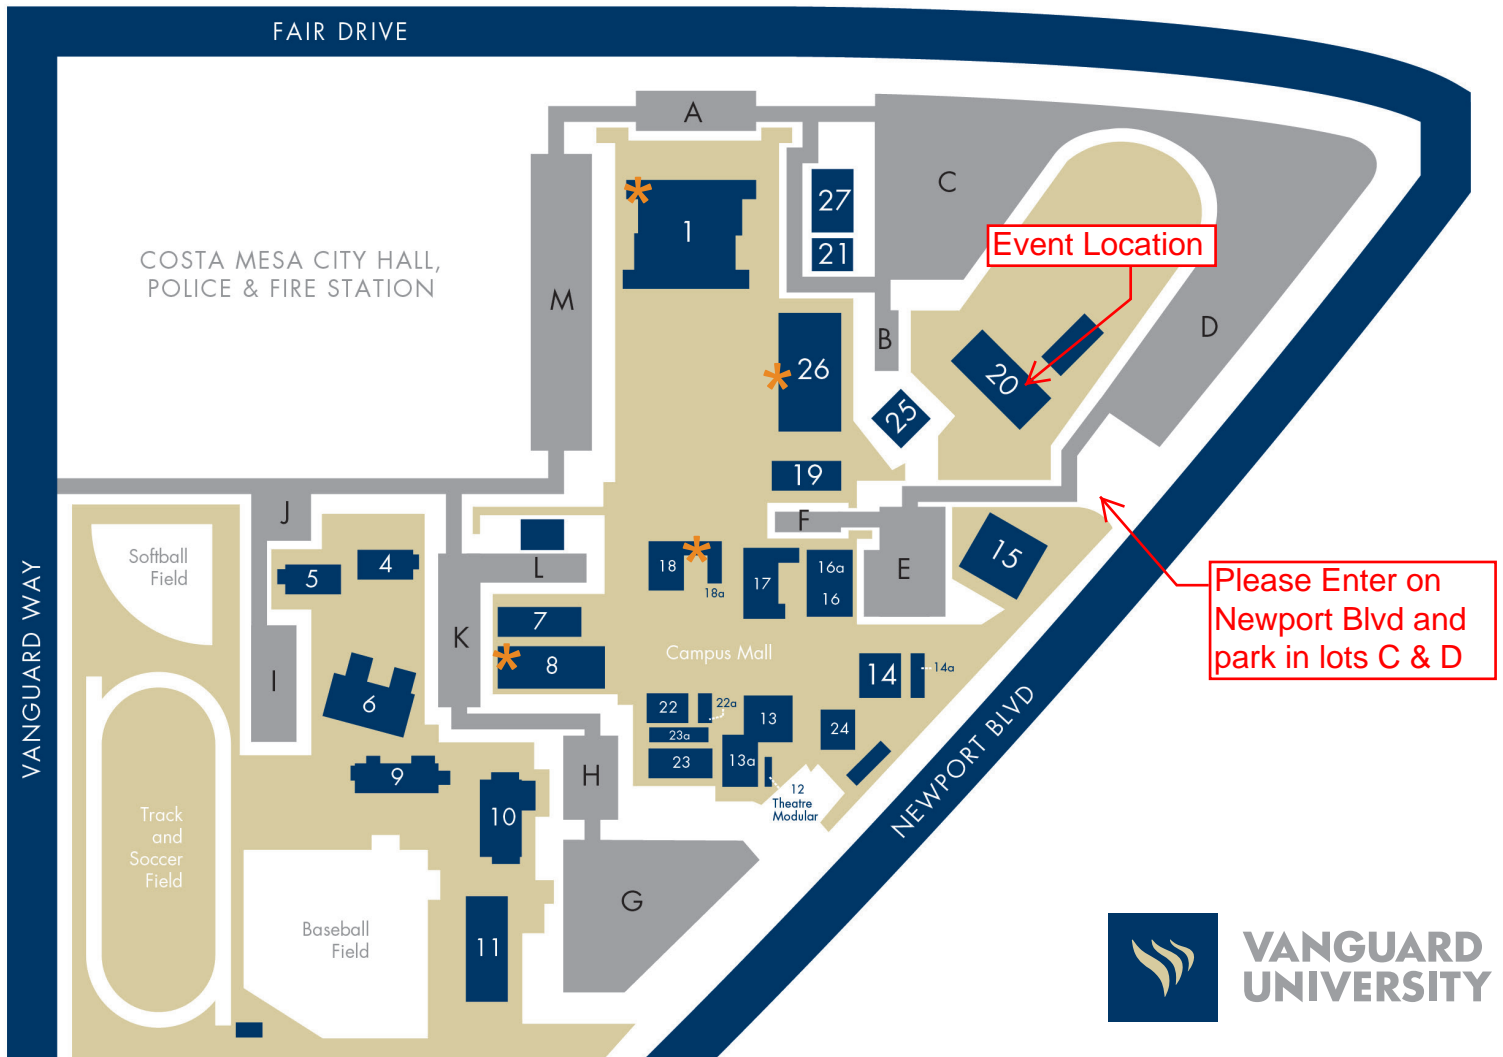 FAIR DRIVE
A
C
27
1
21
Event Location
COSTA MESA CITY HALL,
POLICE & FIRE STATION
M
B
D
26
20
25
19
J
F
Softball
Field
5
4
L
18
18a
17
16a
16
E
15
VANGUARD WAY
Please Enter on
Newport Blvd and
park in lots C & D
7
K
8
Campus Mall
14
14a
I
6
22
22a
13
23a
24
23
13a
NEWPORT BLVD
9
H
12
Theatre
Modular
10
Track
and
Soccer
Field
G
Baseball
Field
11
VANGUARD
UNIVERSITY